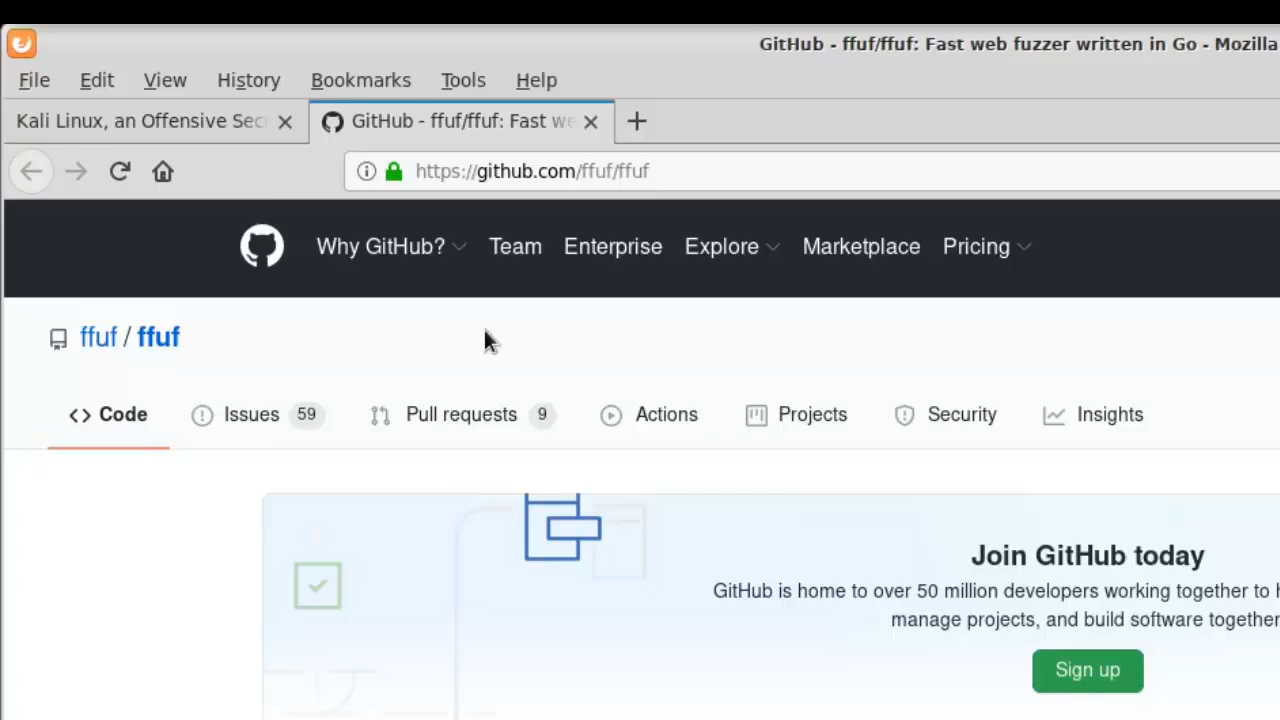 GitHub - ffuf/ffuf: Fast web fuzzer written in Go - Mozilla
File Edit View History Bookmarks Tools Help
Kali Linux, an Offensive Sec GitHub - ffuf/ffuf: Fast we
https://github.com/ffuf/ffuf
Why GitHub? Team Enterprise Explore Marketplace Pricing
ffuf / ffuf
Code Issues 59 Pull requests 9 Actions Projects Security Insights
Join GitHub today
GitHub is home to over 50 million developers working together to
manage projects, and build software together
Sign up